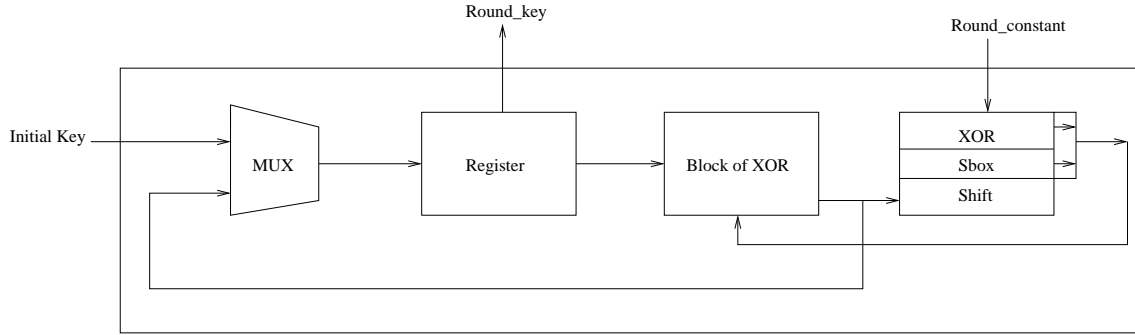 Round_key
Round_constant
Initial Key
MUX
Register
Block of XOR
XOR
Sbox
Shift